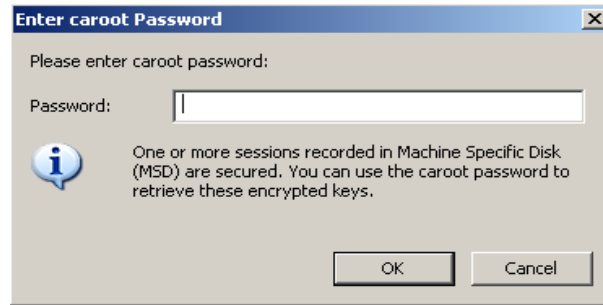 Enter caroot Password
Please enter caroot password:
Password:
One or more sessions recorded in Machine Specific Disk
(MSD) are secured. You can use the caroot password to
retrieve these encrypted keys.
OK
Cancel